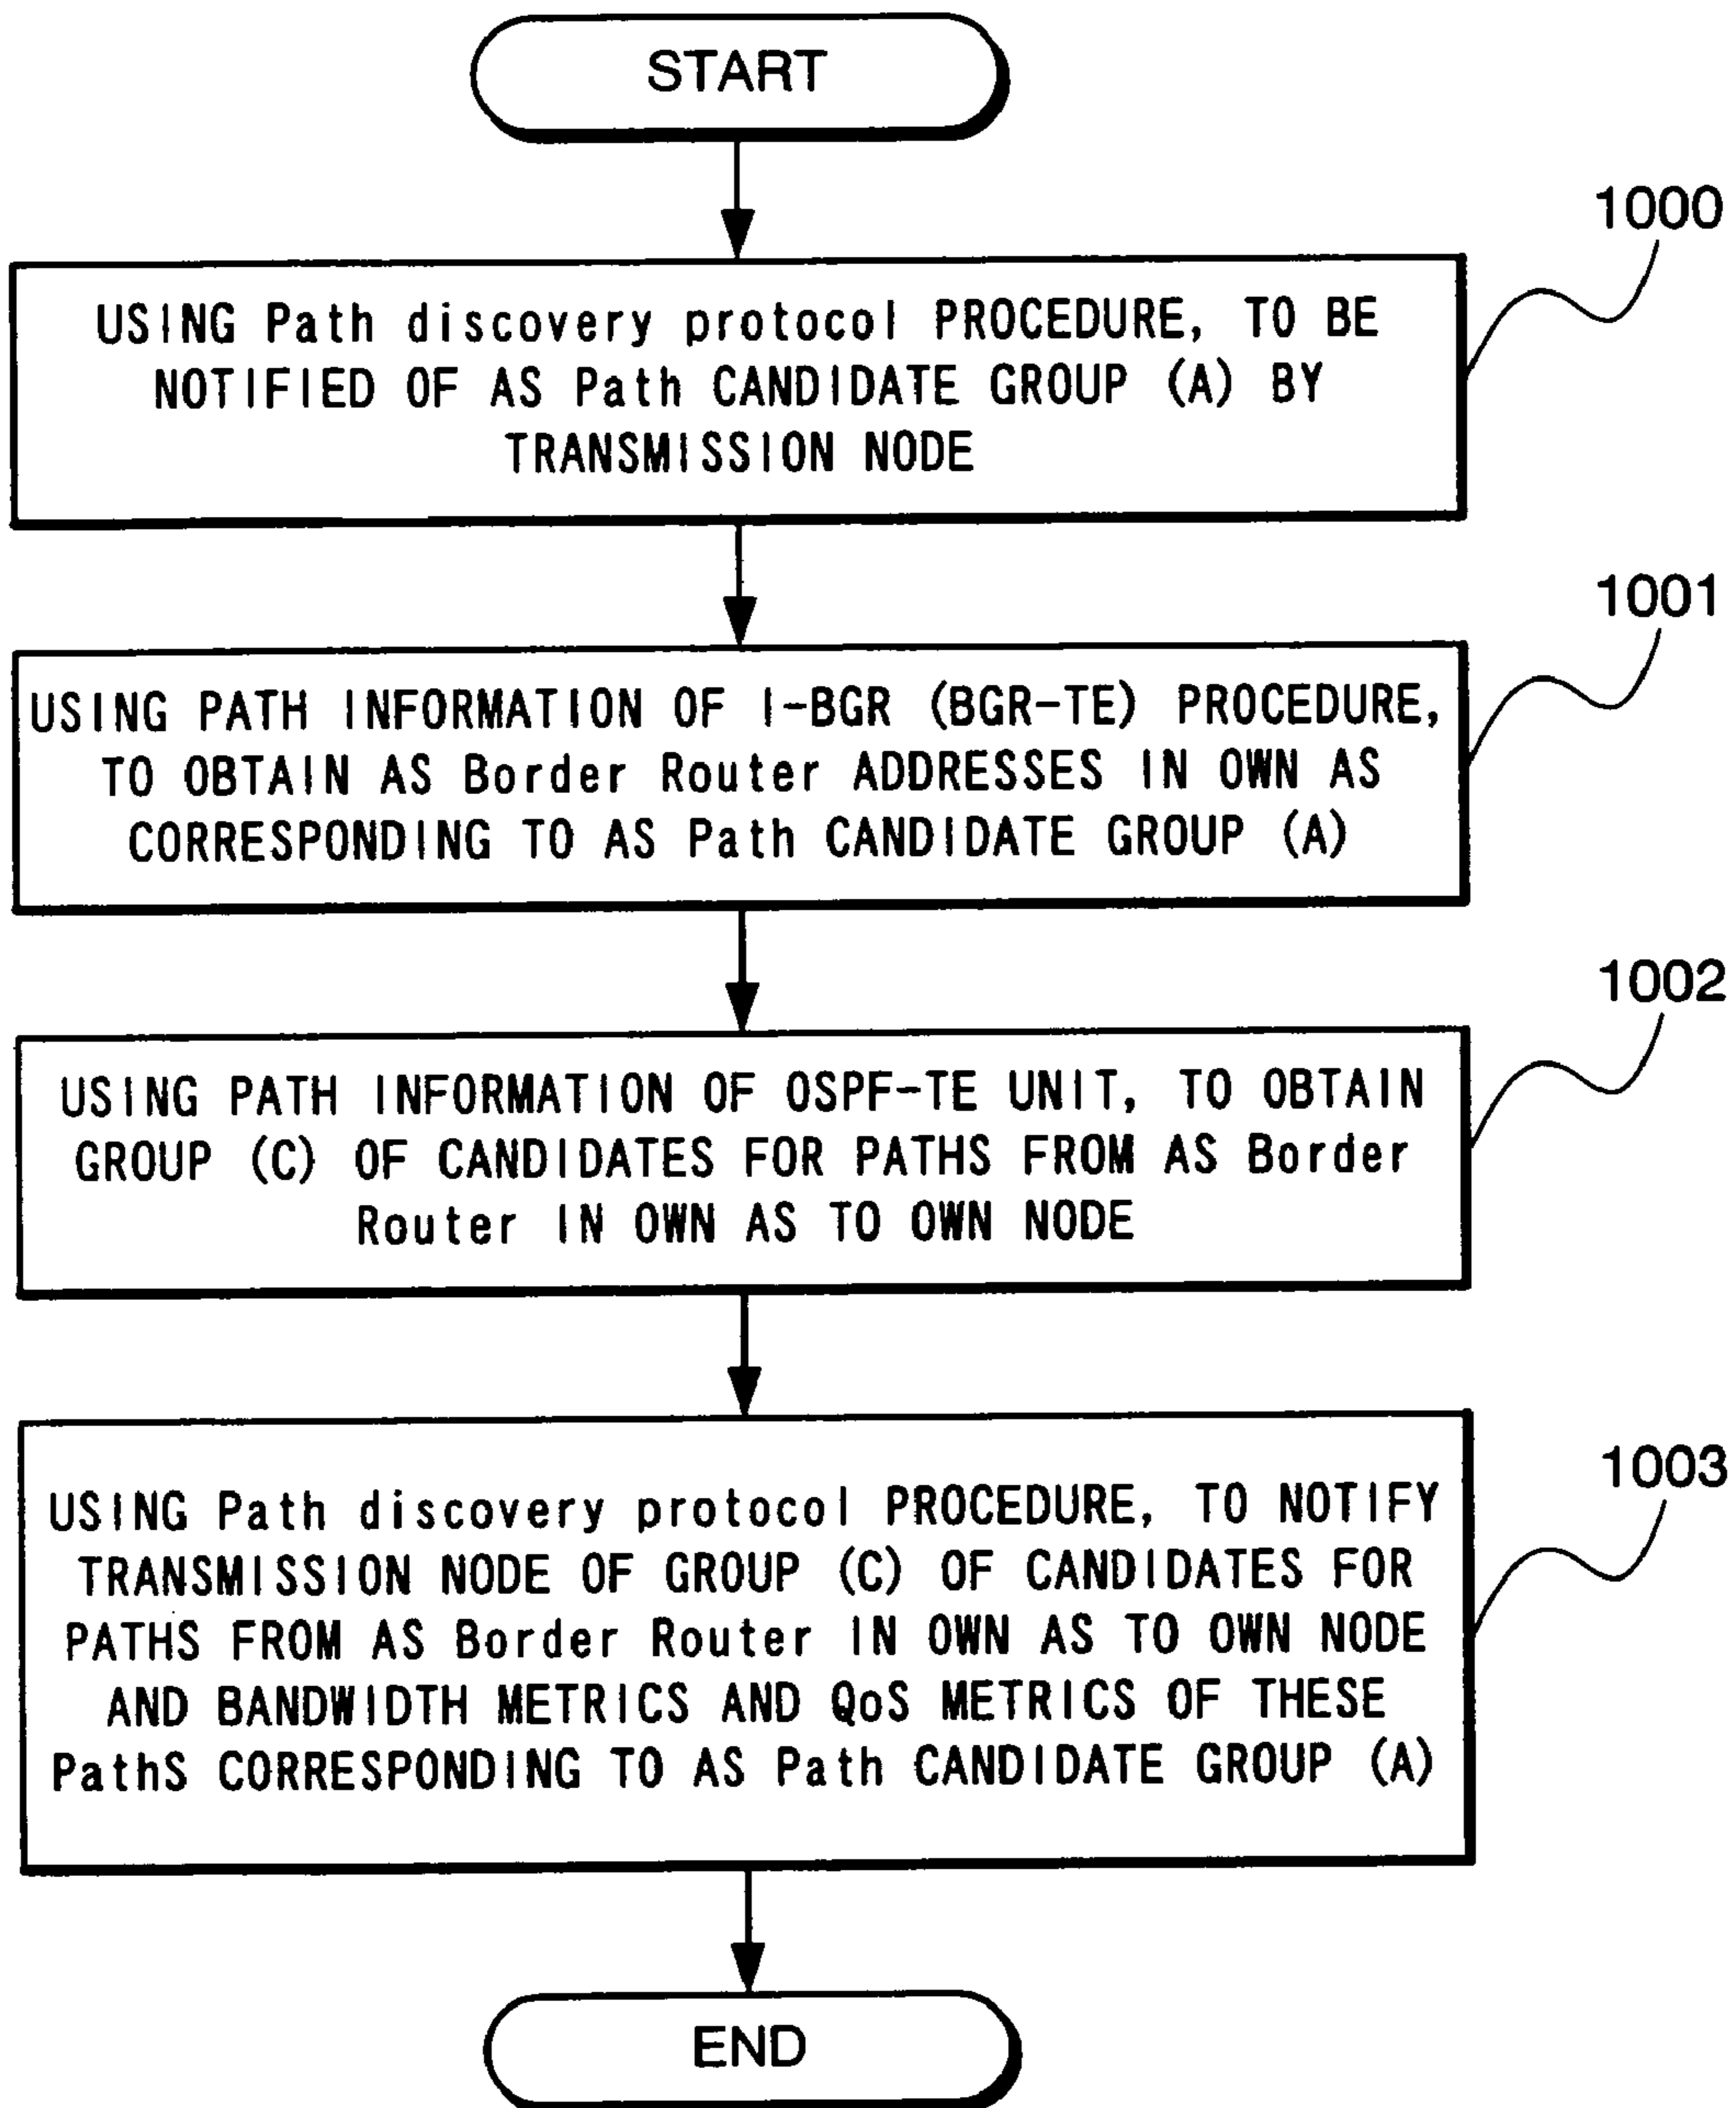 START
1000
USING Path discovery protocol PROCEDURE, TO BE
NOTIFIED OF AS Path CANDIDATE GROUP (A) BY
TRANSMISSION NODE
1001
USING PATH INFORMATION OF I-BGR (BGR-TE) PROCEDURE,
TO OBTAIN AS Border Router ADDRESSES IN OWN AS
CORRESPONDING TO AS Path CANDIDATE GROUP (A)
1002
USING PATH INFORMATION OF OSPF-TE UNIT, TO OBTAIN
GROUP (C) OF CANDIDATES FOR PATHS FROM AS Border
Router IN OWN AS TO OWN NODE
1003
USING Path discovery protocol PROCEDURE, TO NOTIFY
TRANSMISSION NODE OF GROUP (C) OF CANDIDATES FOR
PATHS FROM AS Border Router IN OWN AS TO OWN NODE
AND BANDWIDTH METRICS AND QoS METRICS OF THESE
PathS CORRESPONDING TO AS Path CANDIDATE GROUP (A)
END